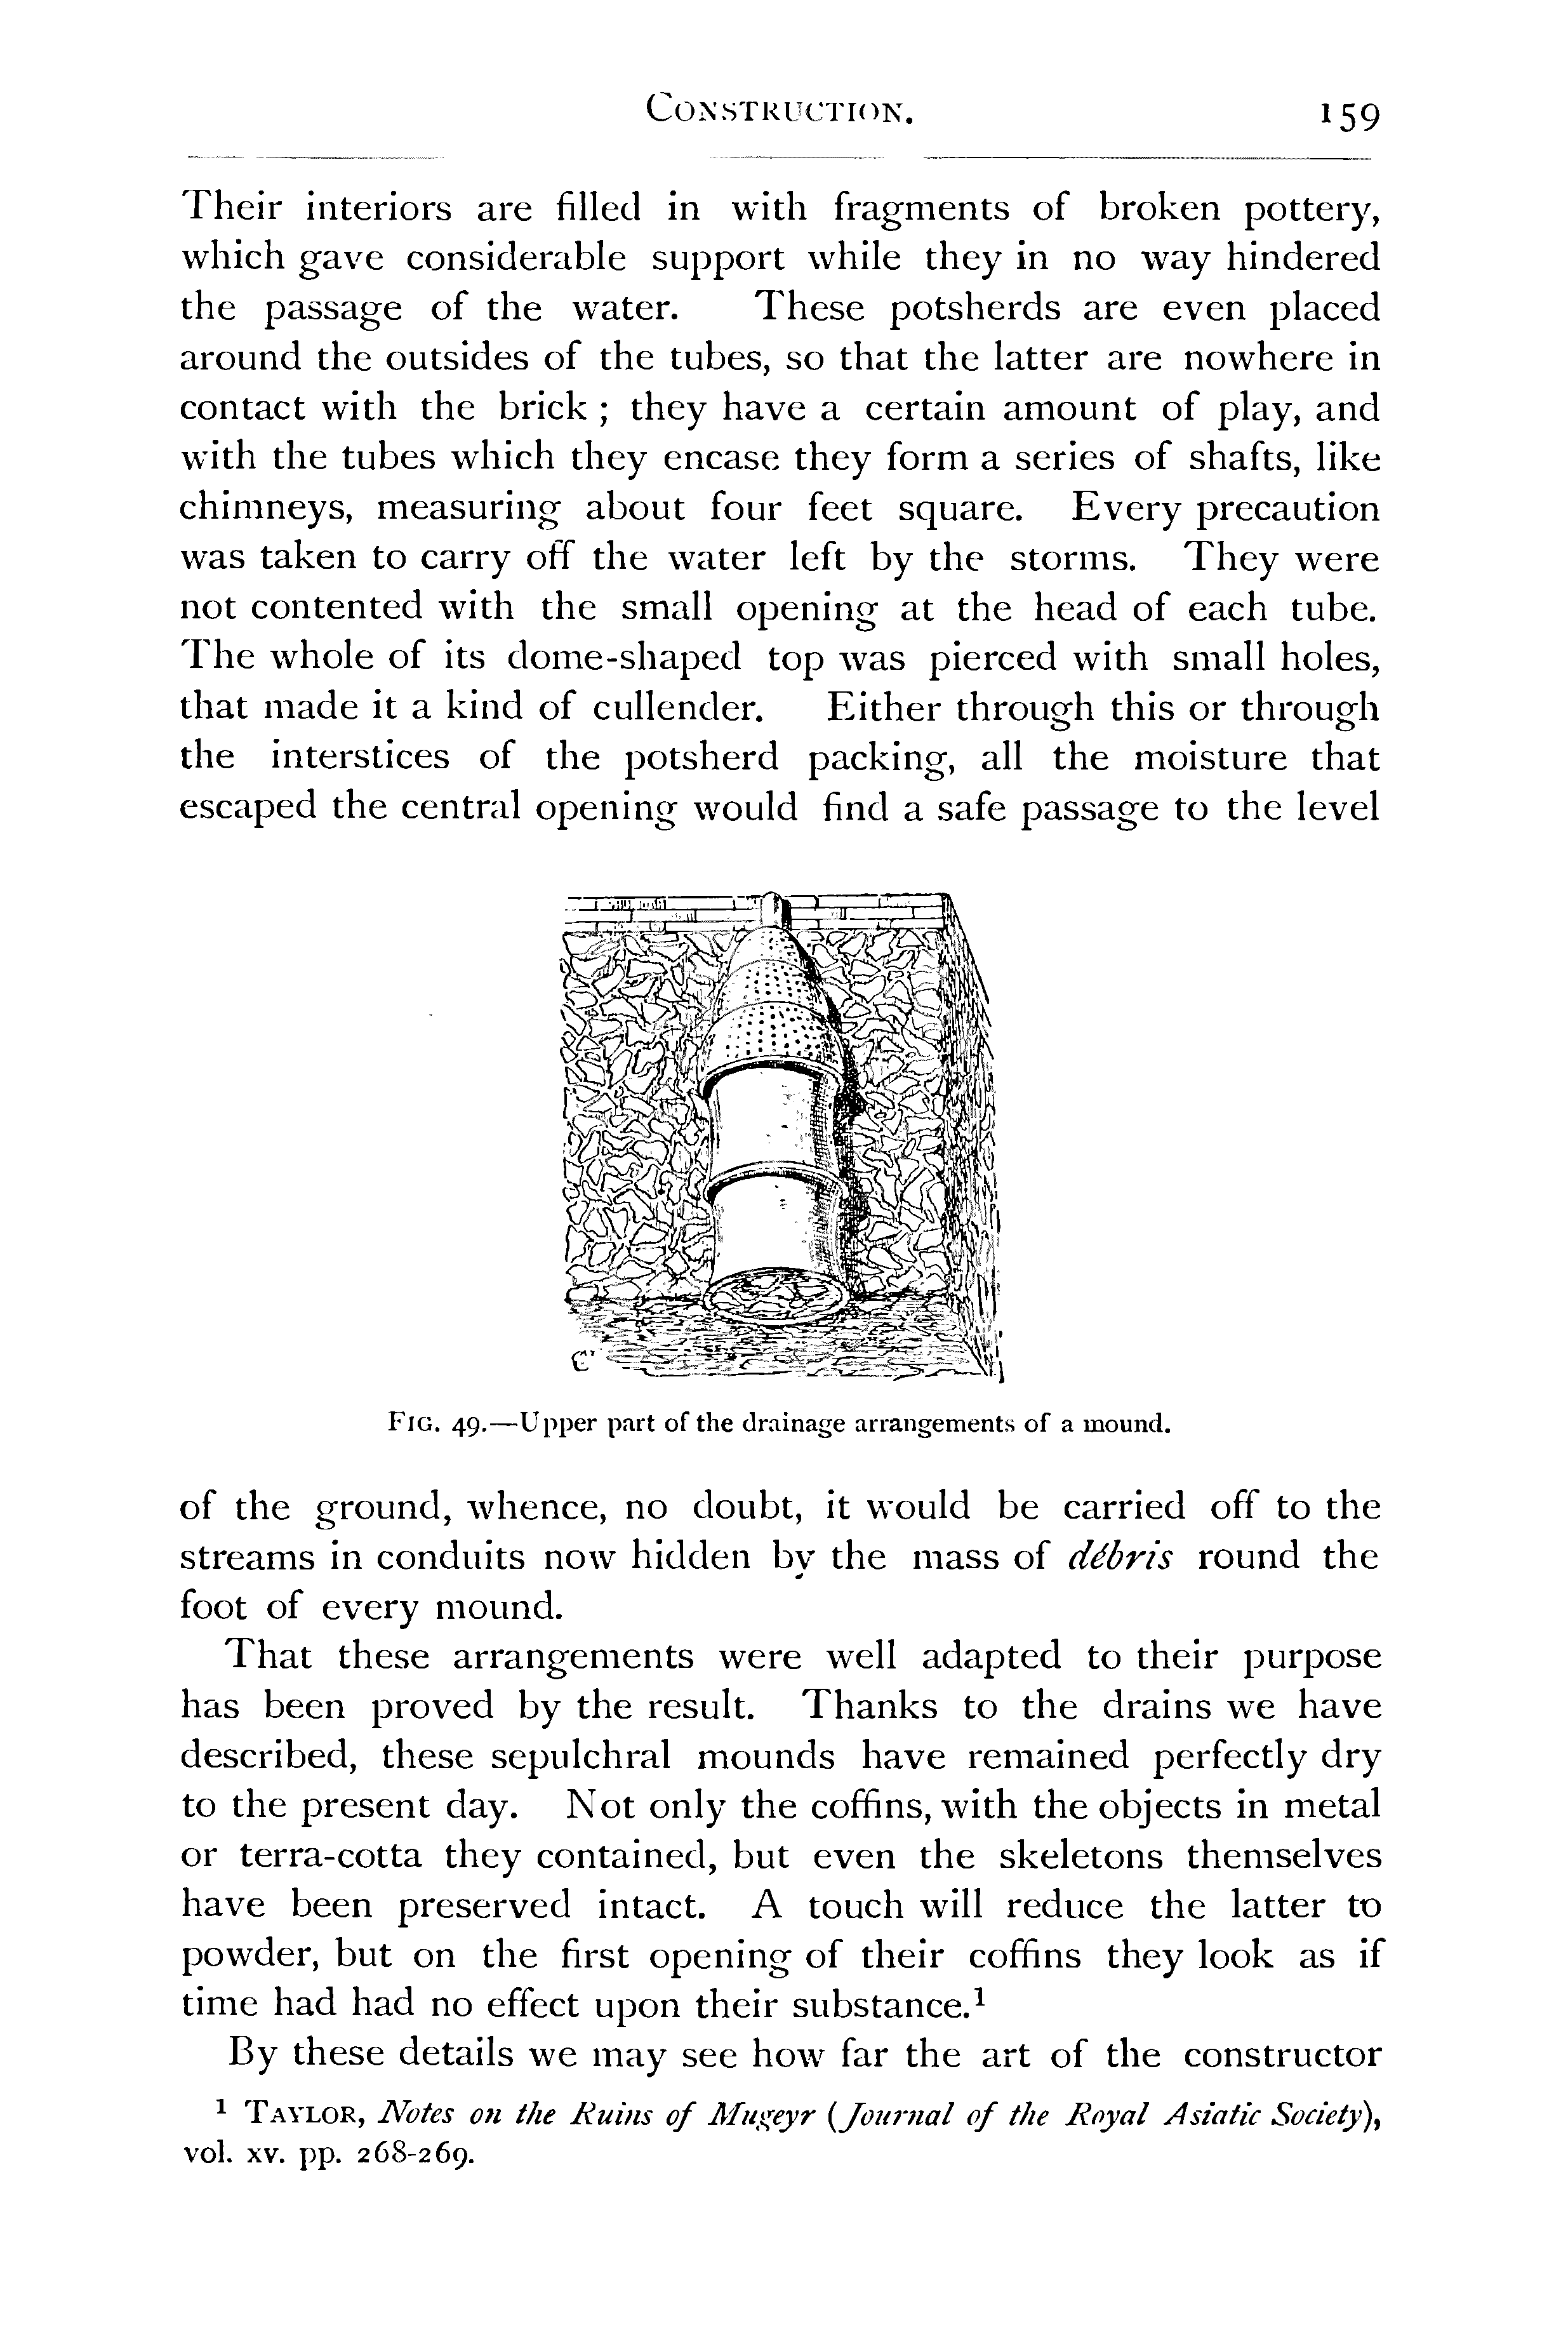 Construction.
159
Their interiors are filled in with fragments of broken pottery,
which gave considerable support while they in no way hindered
the passage of the water. These potsherds are even placed
around the outsides of the tubes, so that the latter are nowhere in
contact with the brick ; they have a certain amount of play, and
with the tubes which they encase they form a series of shafts, like
chimneys, measuring about four feet square. Every precaution
was taken to carry off the water left by the storms. They were
not contented with the small opening at the head of each tube.
The whole of its dome-shaped top was pierced with small holes,
that made it a kind of cullender. Either through this or through
the interstices of the potsherd packing, all the moisture that
escaped the central opening would find a safe passage to the level
Fig. 49.—Upper part of the drainage arrangements of a mound.
of the ground, whence, no doubt, it would be carried off to the
streams in conduits now hidden by the mass of débris round the
foot of every mound.
That these arrangements were well adapted to their purpose
has been proved by the result. Thanks to the drains we have
described, these sepulchral mounds have remained perfectly dry
to the present day. Not only the coffins, with the objects in metal
or terra-cotta they contained, but even the skeletons themselves
have been preserved intact. A touch will reduce the latter to
powder, but on the first opening of their coffins they look as if
time had had no effect upon their substance.¹
By these details we may see how far the art of the constructor
¹ Taylor, Notes on the Ruins of Mugeyr (Journal of the Royal Asiatic Society),
vol. xv. pp. 268-269.